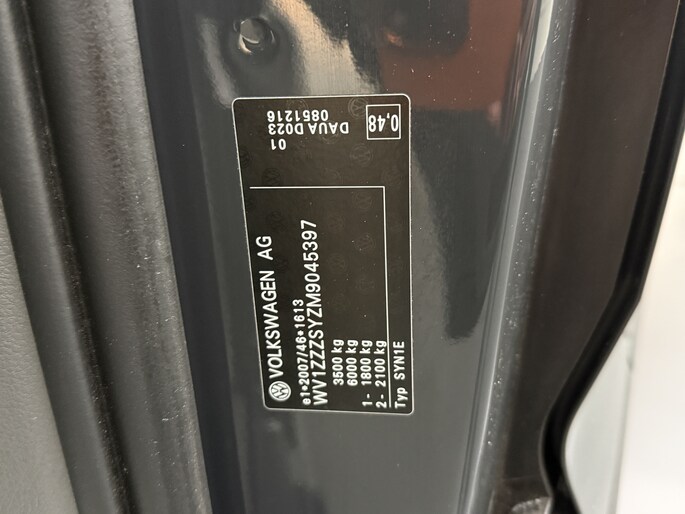 VOLKSWAGEN AG
e1*2007/46*1613
WV1ZZZSYZM9045397
3500 kg
6000 kg
1- 1800 kg
2- 2100 kg
Typ SYN1E
01
DAUA D023
0851216
0,48